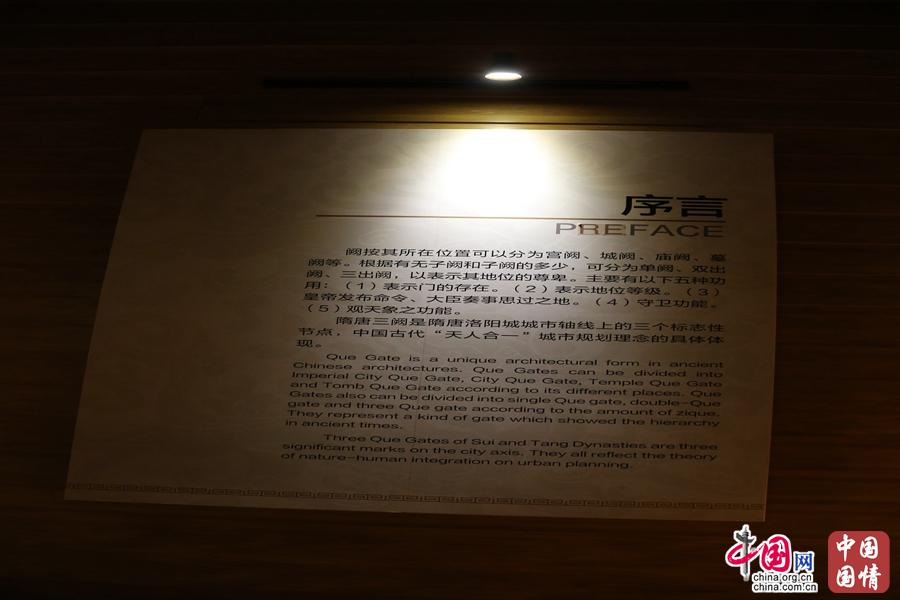 序言
PREFACE
阙按其所在位置可以分为宫阙、城阙、庙阙、墓
阙等。根据有无子阙和子阙的多少，可分为单阙、双出
阙、三出阙，以表示其地位的尊卑。主要有以下五种功
用：（1）表示门的存在。（2）表示地位等级。（3）
皇帝发布命令、大臣奏事思过之地。（4）守卫功能。
（5）观天象之功能。
隋唐三阙是隋唐洛阳城城市轴线上的三个标志性
节点，中国古代“天人合一”城市规划理念的具体体
现。
Que Gate is a unique architectural form in ancient
Chinese architectures. Que Gates can be divided into
Imperial City Que Gate, City Que Gate, Temple Que Gate
and Tomb Que Gate according to its different places. Que
Gates also can be divided into single Que gate, double-Que
gate and three Que gate according to the amount of zique.
They represent a kind of gate which showed the hierarchy
in ancient times.
Three Que Gates of Sui and Tang Dynasties are three
significant marks on the city axis. They all reflect the theory
of nature-human integration on urban planning.
中国网
china.org.cn
china.com.cn
中国
国情